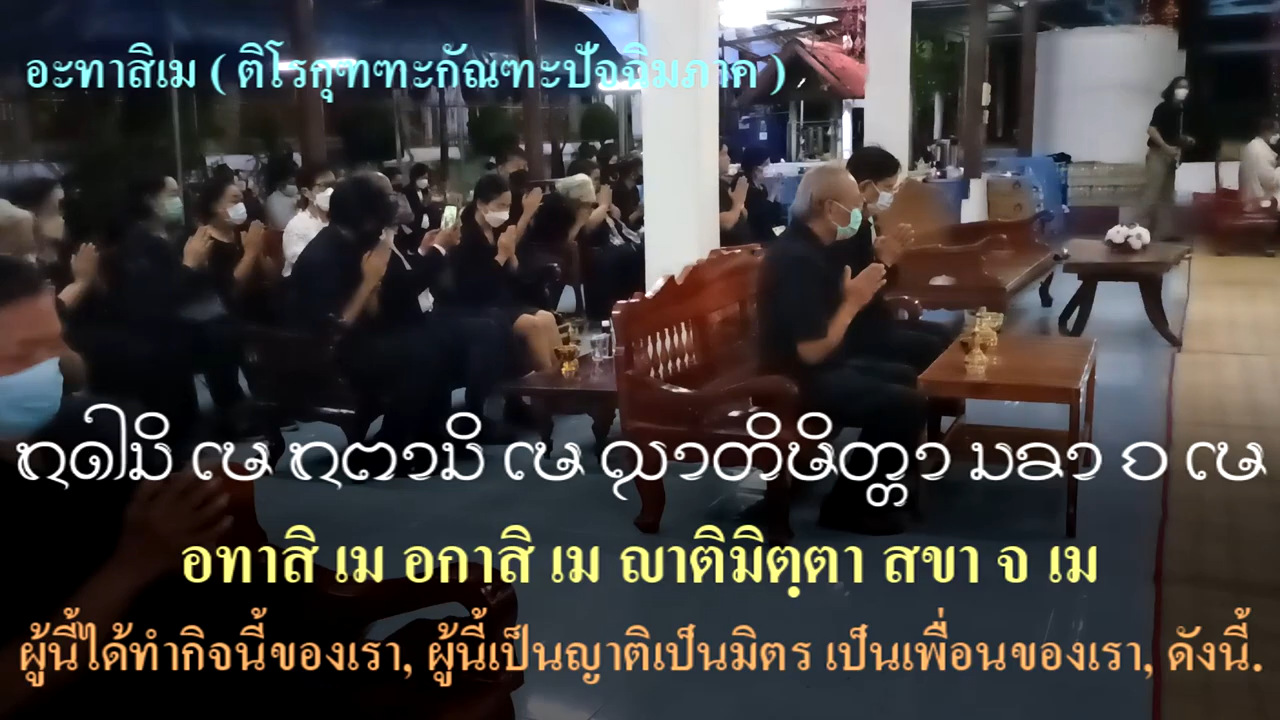 อะทาสิเม ( ติโรกุฑฑะกัณฑะปัจฉิมภาค )
ᩋᨴᩤᩈᩥ ᨾᩮ ᩋᨠᩣᩈᩥ ᨾᩮ ᨬᩣᨲᩥᨾᩥᨲ᩠ᨲᩣ ᩈᨡᩣ ᨧ ᨾᩮ
อทาสิ เม อกาสิ เม ญาติมิตฺตา สขา จ เม
ผู้นี้ได้ทำกิจนี้ของเรา, ผู้นี้เป็นญาติเป็นมิตร เป็นเพื่อนของเรา, ดังนี้.